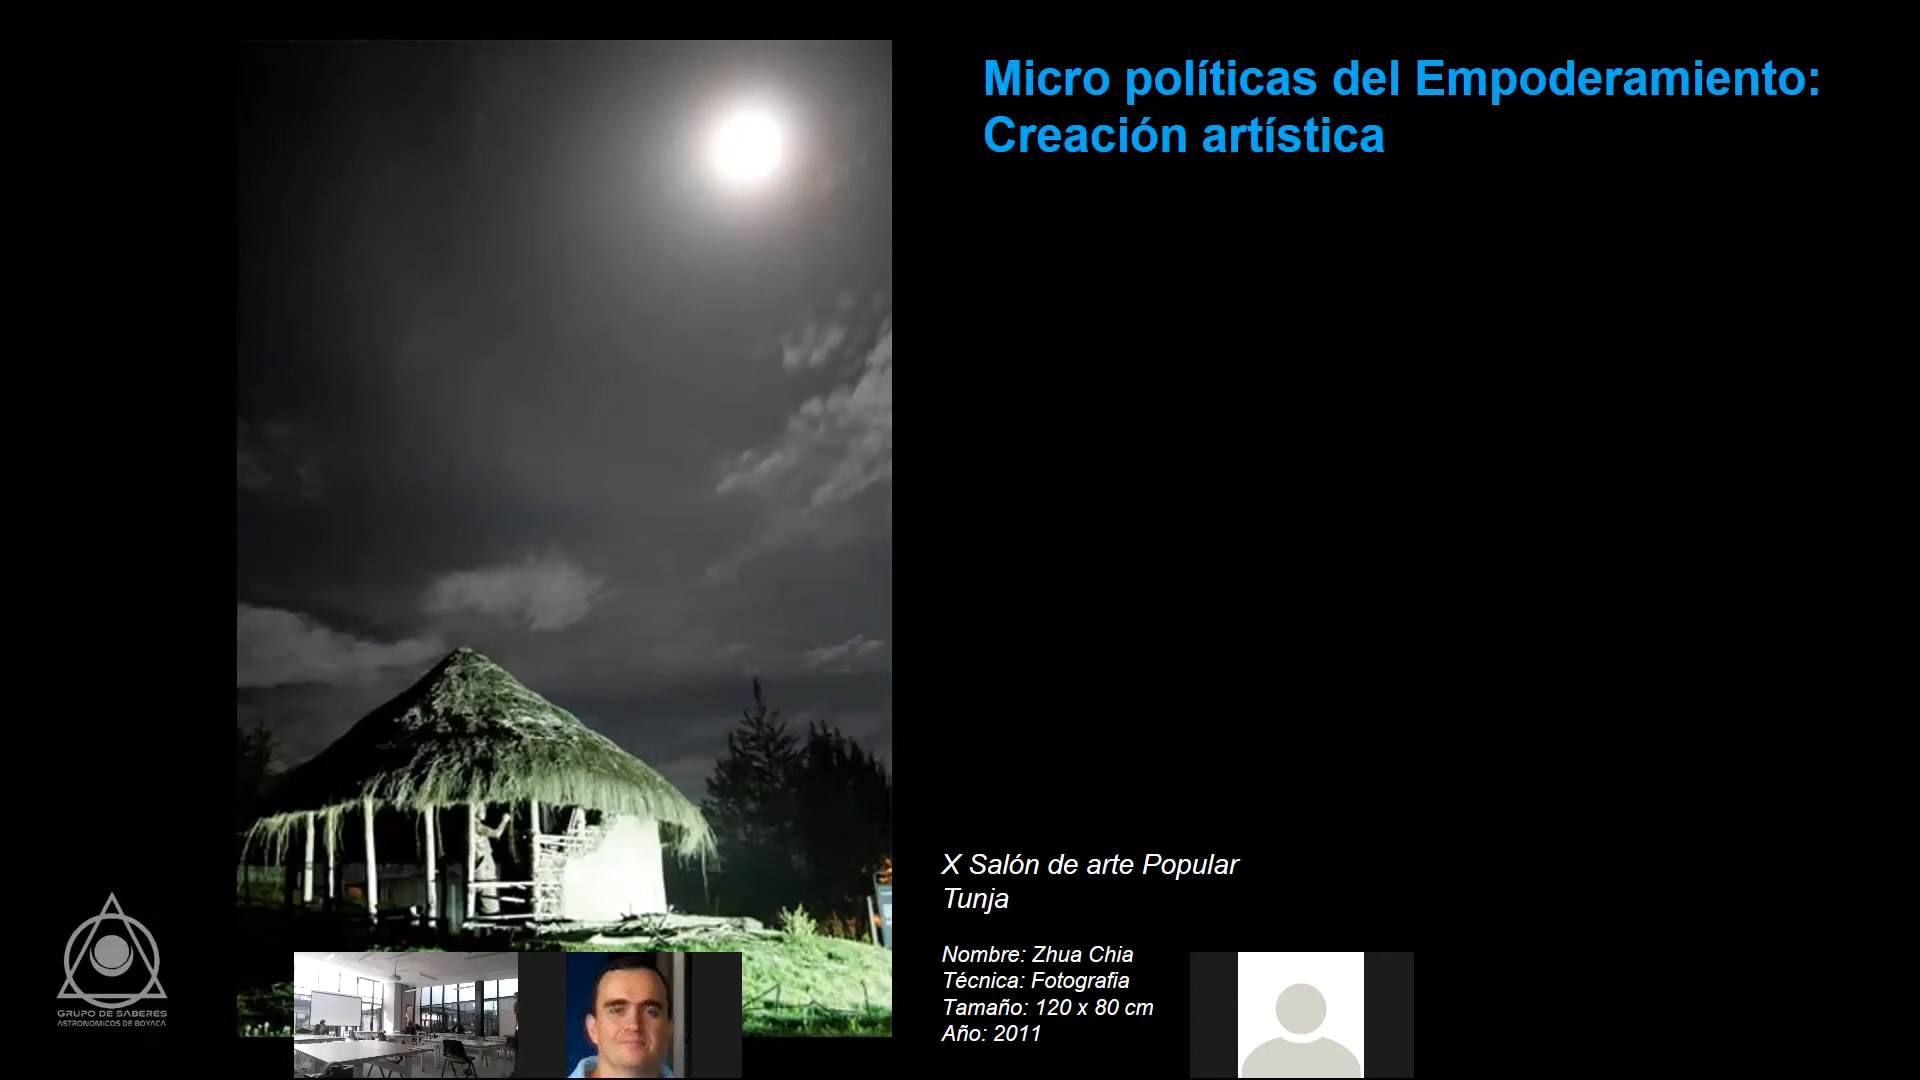 Micro políticas del Empoderamiento:
Creación artística
X Salón de arte Popular
Tunja
Nombre: Zhua Chia
Técnica: Fotografia
Tamaño: 120 x 80 cm
Año: 2011
GRUPO DE SABERES
ASTRONOMICOS DE BOYACA